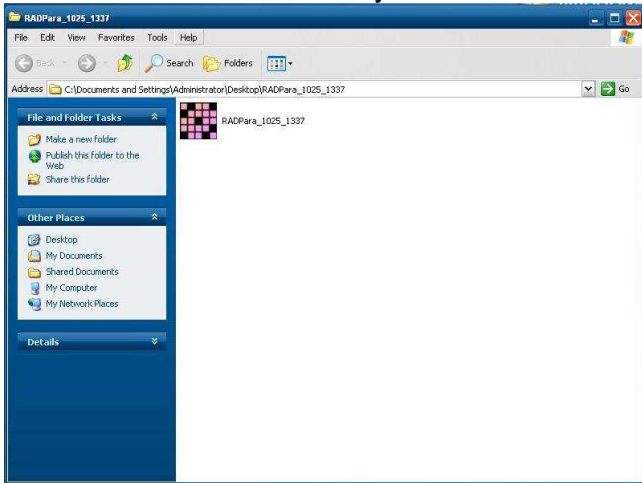 RADPara_1025_1337
File Edit View Favorites Tools Help
Back Search Folders
Address C:\Documents and Settings\Administrator\Desktop\RADPara_1025_1337 Go
File and Folder Tasks
Make a new folder
Publish this folder to the
Web
Share this folder
Other Places
Desktop
My Documents
Shared Documents
My Computer
My Network Places
Details
RADPara_1025_1337